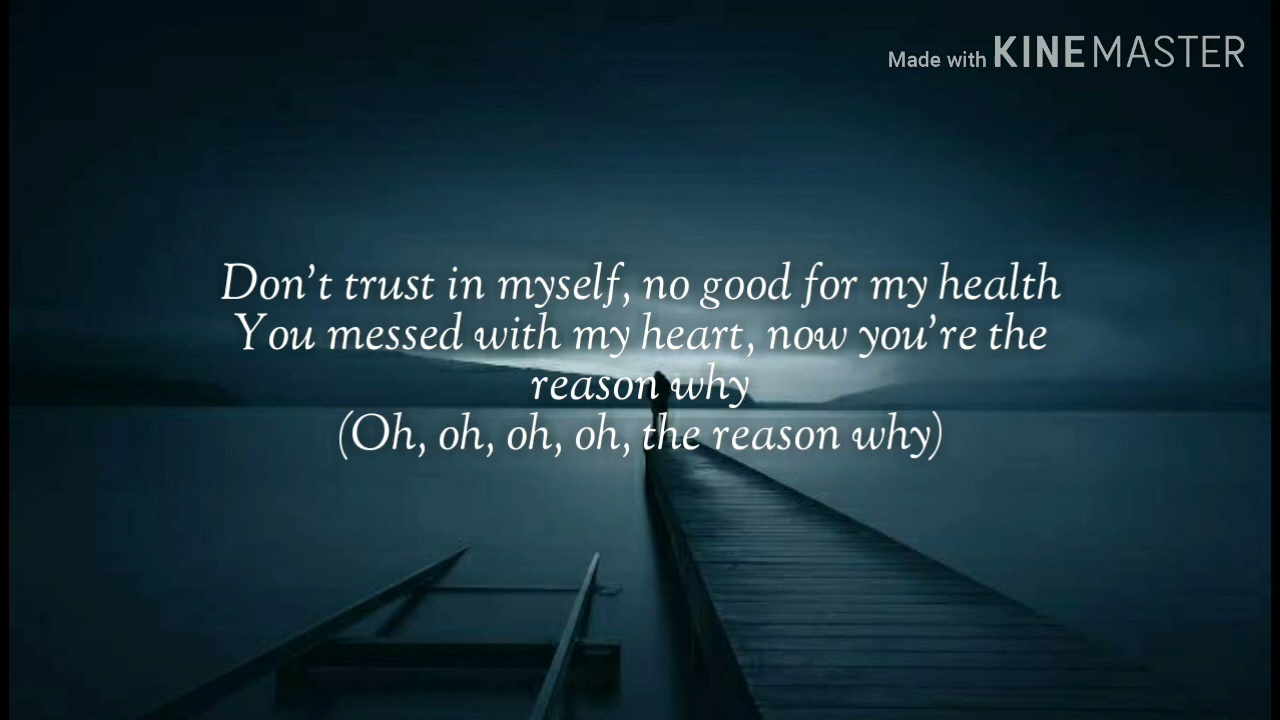 Made with KINEMASTER
Don't trust in myself, no good for my health
You messed with my heart, now you're the
reason why
(Oh, oh, oh, oh, the reason why)